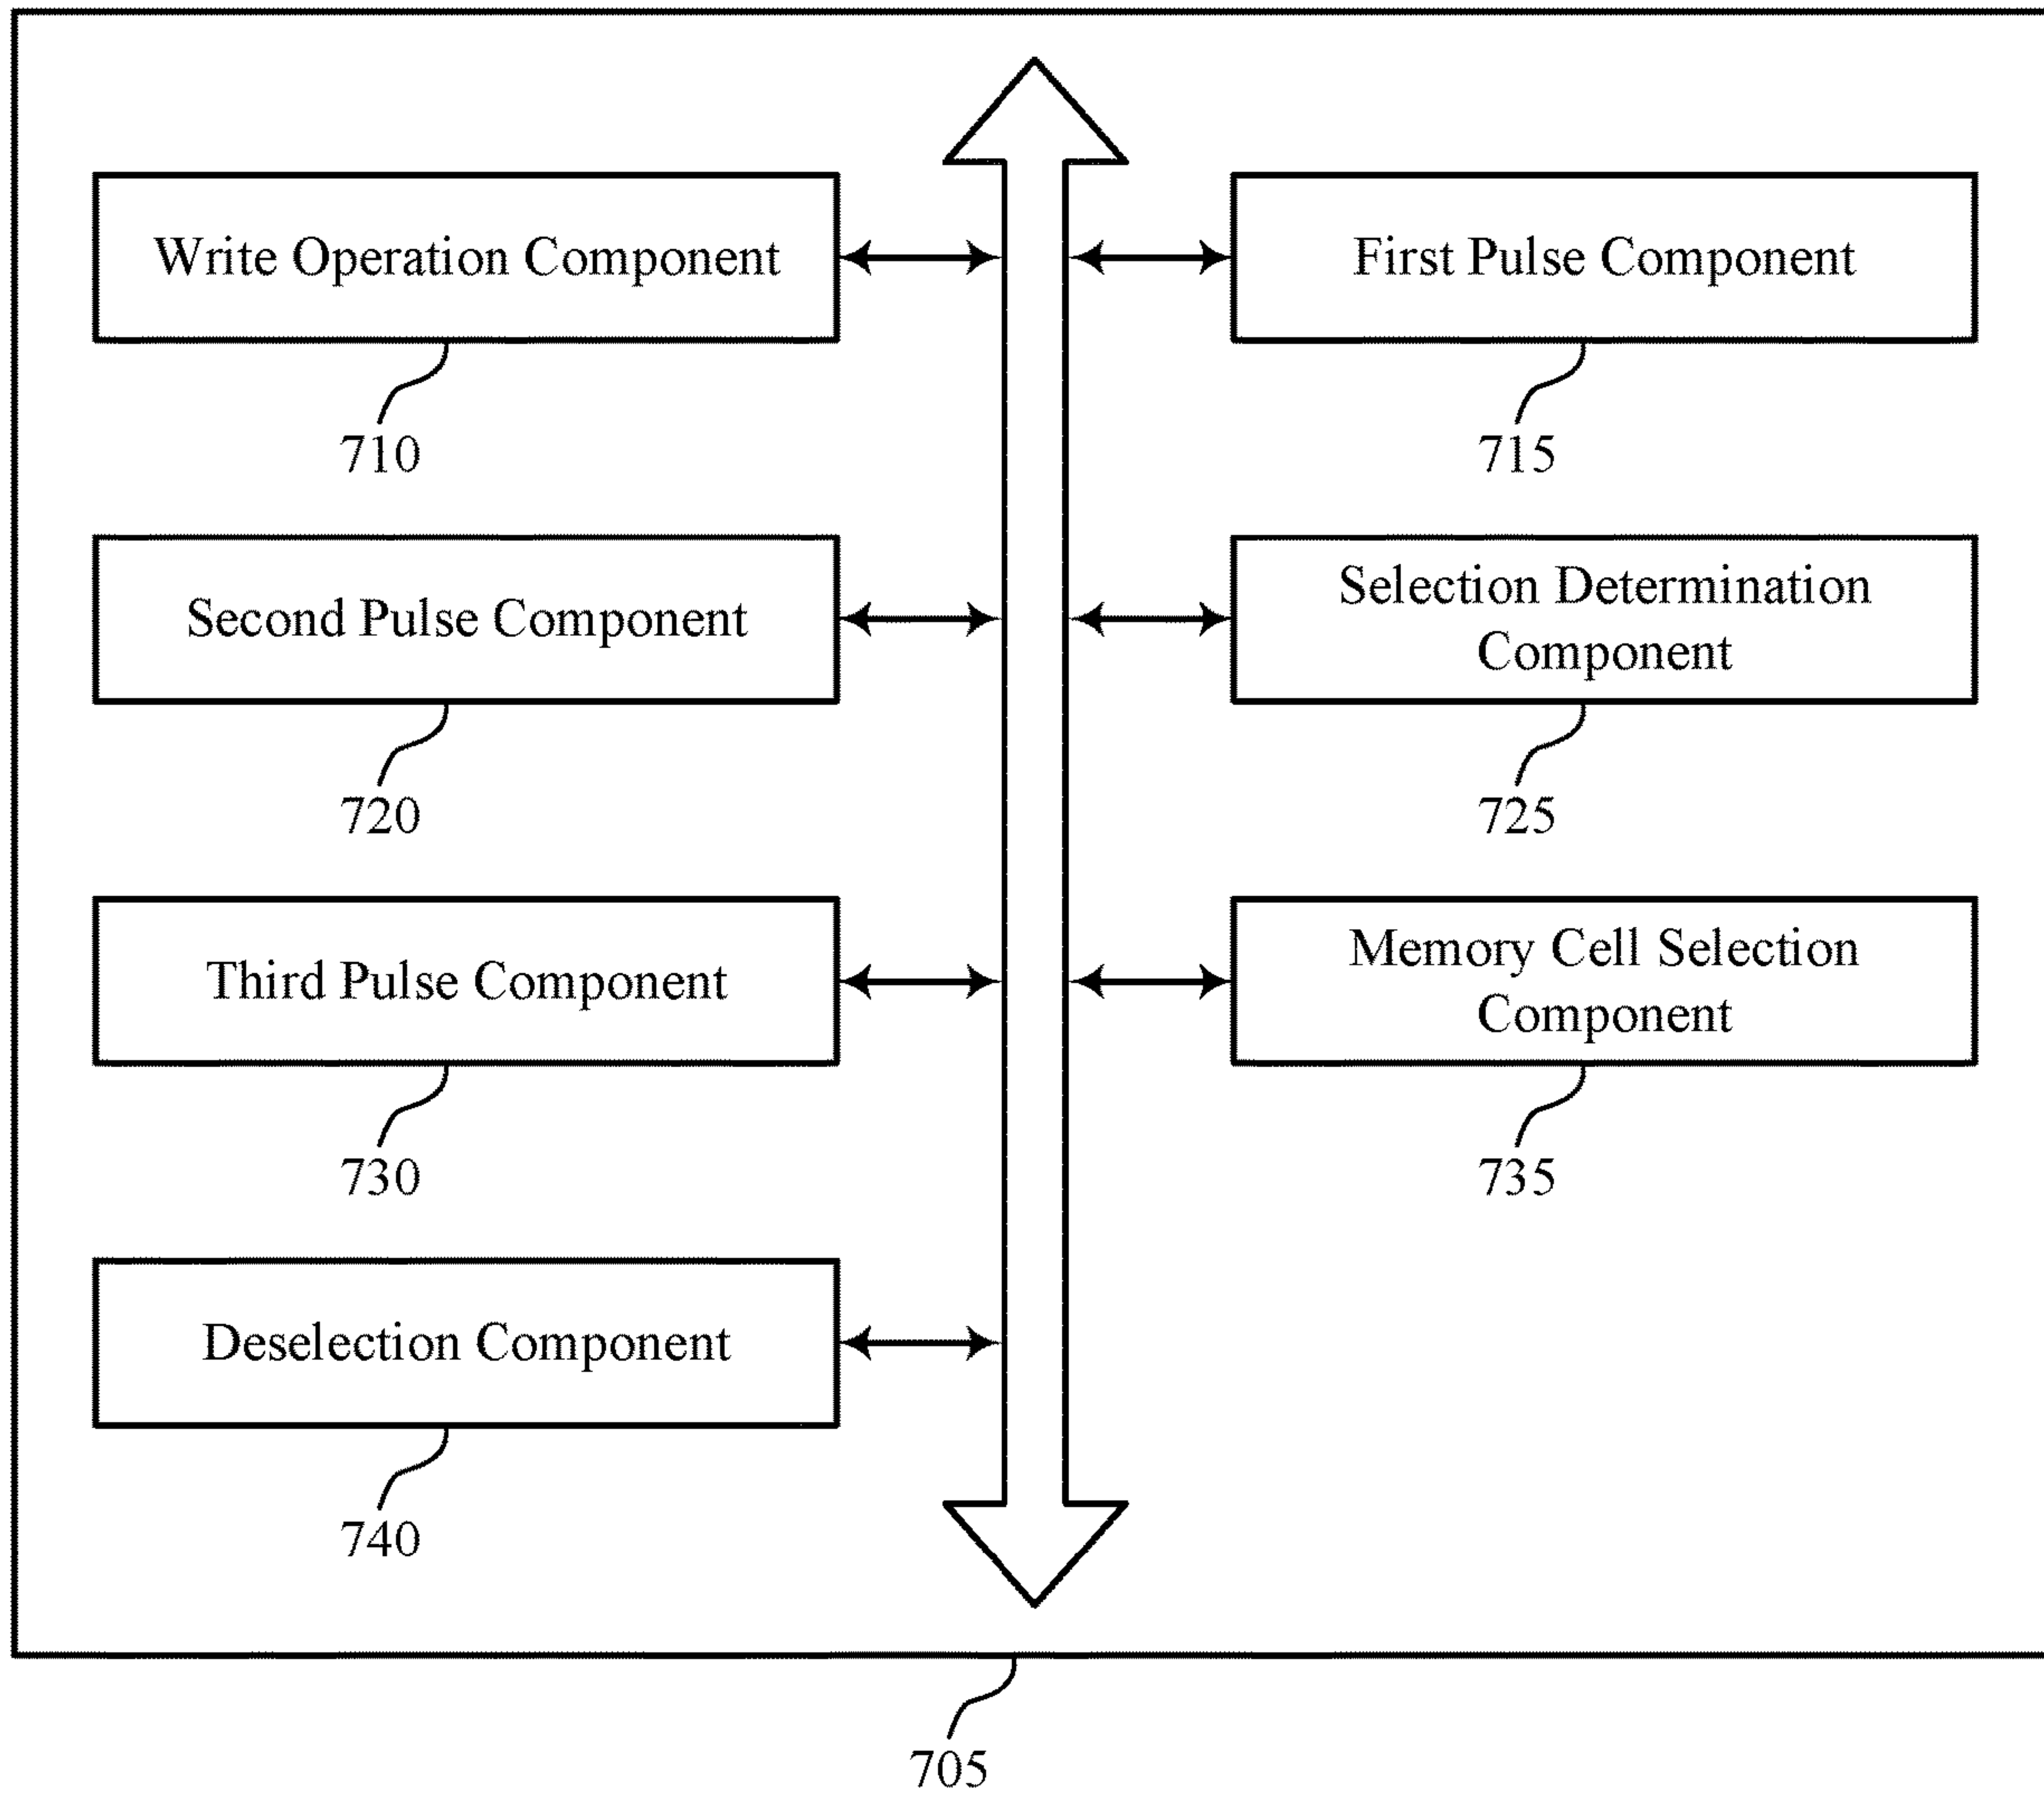 Write Operation Component
First Pulse Component
710
715
Second Pulse Component
Selection Determination
Component
720
725
Third Pulse Component
Memory Cell Selection
Component
730
735
Deselection Component
740
705